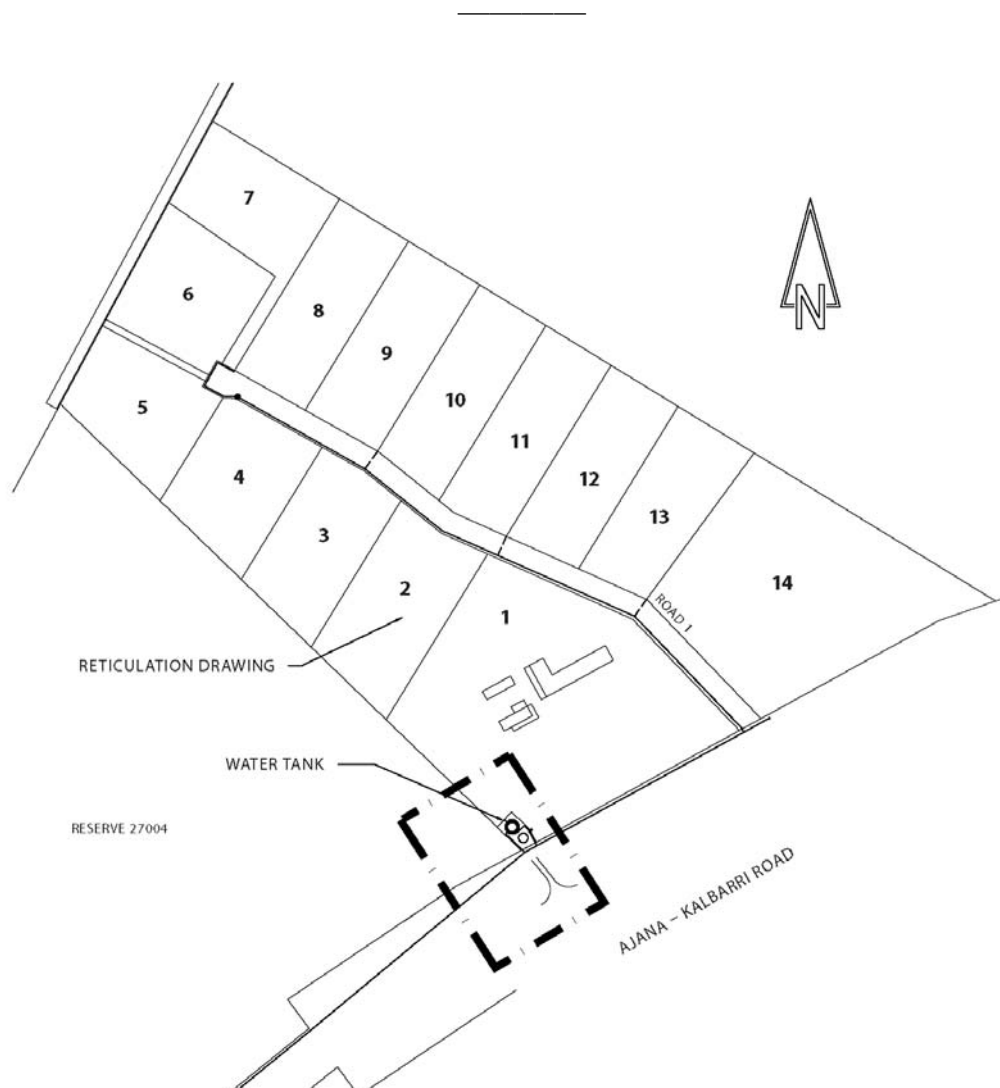 7
N
6
8
9
10
5
11
4
12
13
3
14
2
ROAD 1
1
RETICULATION DRAWING
WATER TANK
RESERVE 27004
AJANA – KALBARRI ROAD